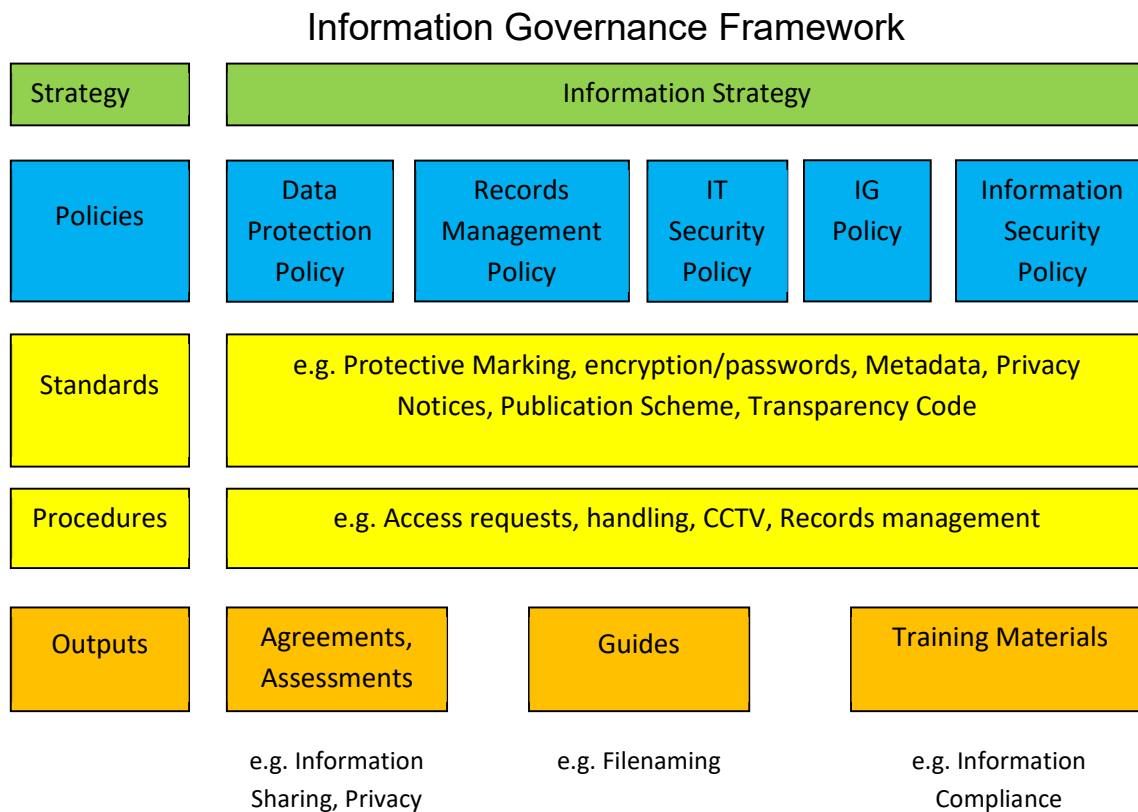 Information Governance Framework
Strategy
Information Strategy
Policies
Data
Protection
Policy
Records
Management
Policy
IT
Security
Policy
IG
Policy
Information
Security
Policy
Standards
e.g. Protective Marking, encryption/passwords, Metadata, Privacy
Notices, Publication Scheme, Transparency Code
Procedures
e.g. Access requests, handling, CCTV, Records management
Outputs
Agreements,
Assessments
Guides
Training Materials
e.g. Information
Sharing, Privacy
e.g. Filenaming
e.g. Information
Compliance